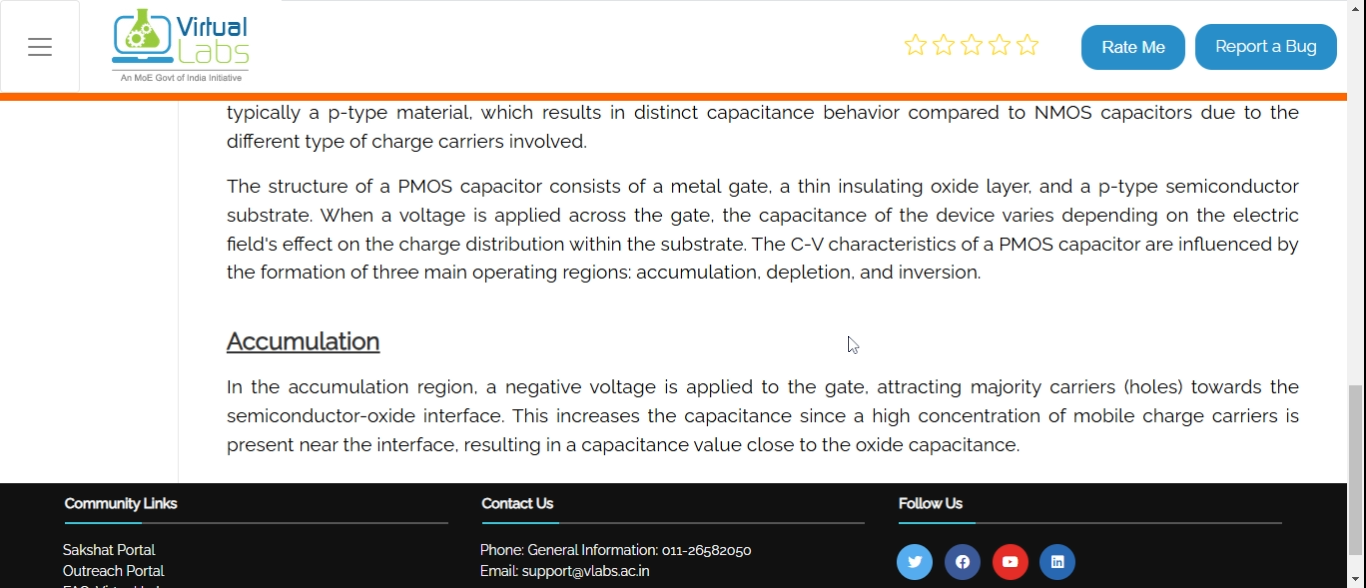 Virtual
Labs
An MoE Govt of India Initiative
Rate Me
Report a Bug
typically a p-type material, which results in distinct capacitance behavior compared to NMOS capacitors due to the
different type of charge carriers involved.
The structure of a PMOS capacitor consists of a metal gate, a thin insulating oxide layer, and a p-type semiconductor
substrate. When a voltage is applied across the gate, the capacitance of the device varies depending on the electric
field's effect on the charge distribution within the substrate. The C-V characteristics of a PMOS capacitor are influenced by
the formation of three main operating regions: accumulation, depletion, and inversion.
Accumulation
In the accumulation region, a negative voltage is applied to the gate, attracting majority carriers (holes) towards the
semiconductor-oxide interface. This increases the capacitance since a high concentration of mobile charge carriers is
present near the interface, resulting in a capacitance value close to the oxide capacitance.
Community Links
Sakshat Portal
Outreach Portal
Contact Us
Phone: General Information: 011-26582050
Email: support@vlabs.ac.in
Follow Us